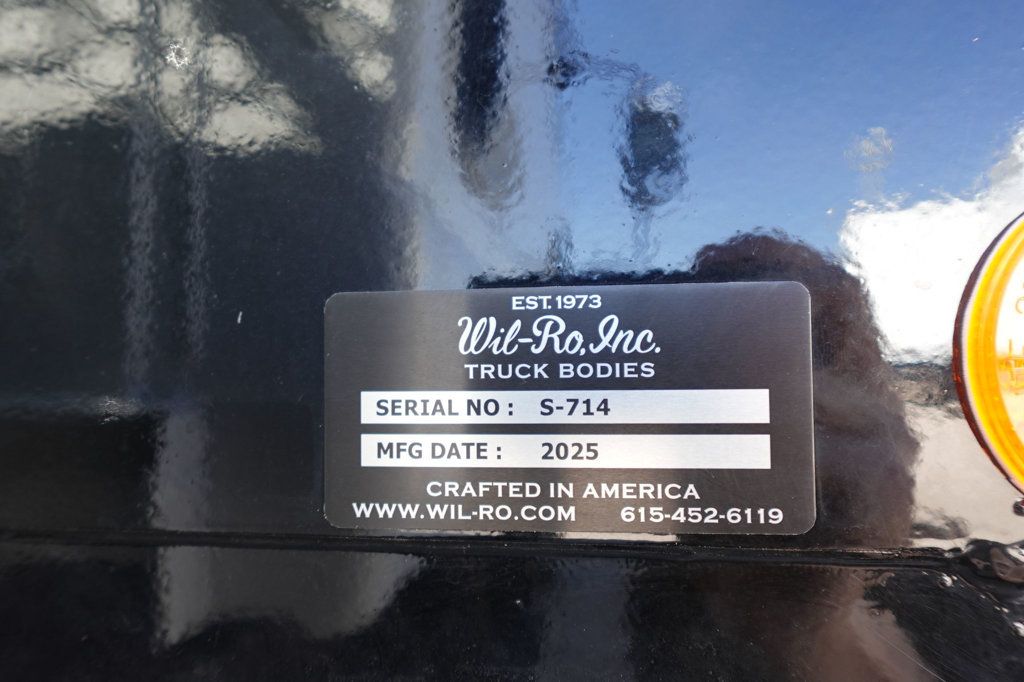 EST. 1973
Wil-Ro, Inc.
TRUCK BODIES
SERIAL NO : S-714
MFG DATE : 2025
CRAFTED IN AMERICA
WWW.WIL-RO.COM 615-452-6119